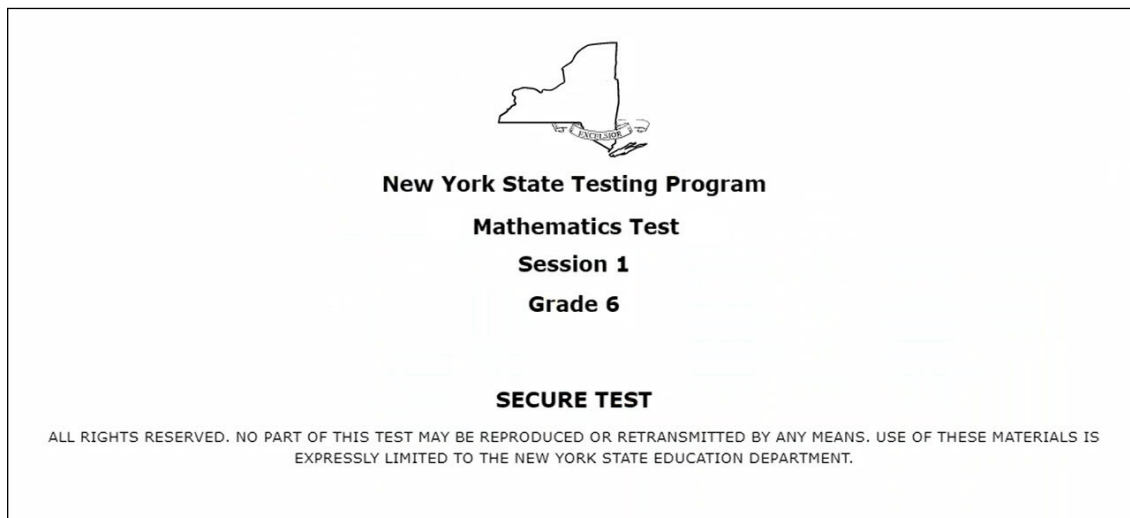 EXCELSIOR
New York State Testing Program
Mathematics Test
Session 1
Grade 6
SECURE TEST
ALL RIGHTS RESERVED. NO PART OF THIS TEST MAY BE REPRODUCED OR RETRANSMITTED BY ANY MEANS. USE OF THESE MATERIALS IS
EXPRESSLY LIMITED TO THE NEW YORK STATE EDUCATION DEPARTMENT.